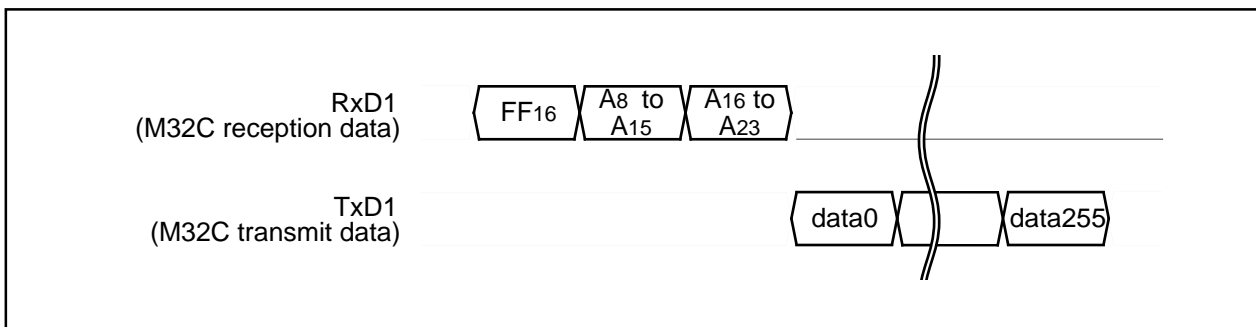 RxD1
(M32C reception data)
FF16
A8 to
A15
A16 to
A23
TxD1
(M32C transmit data)
data0
data255